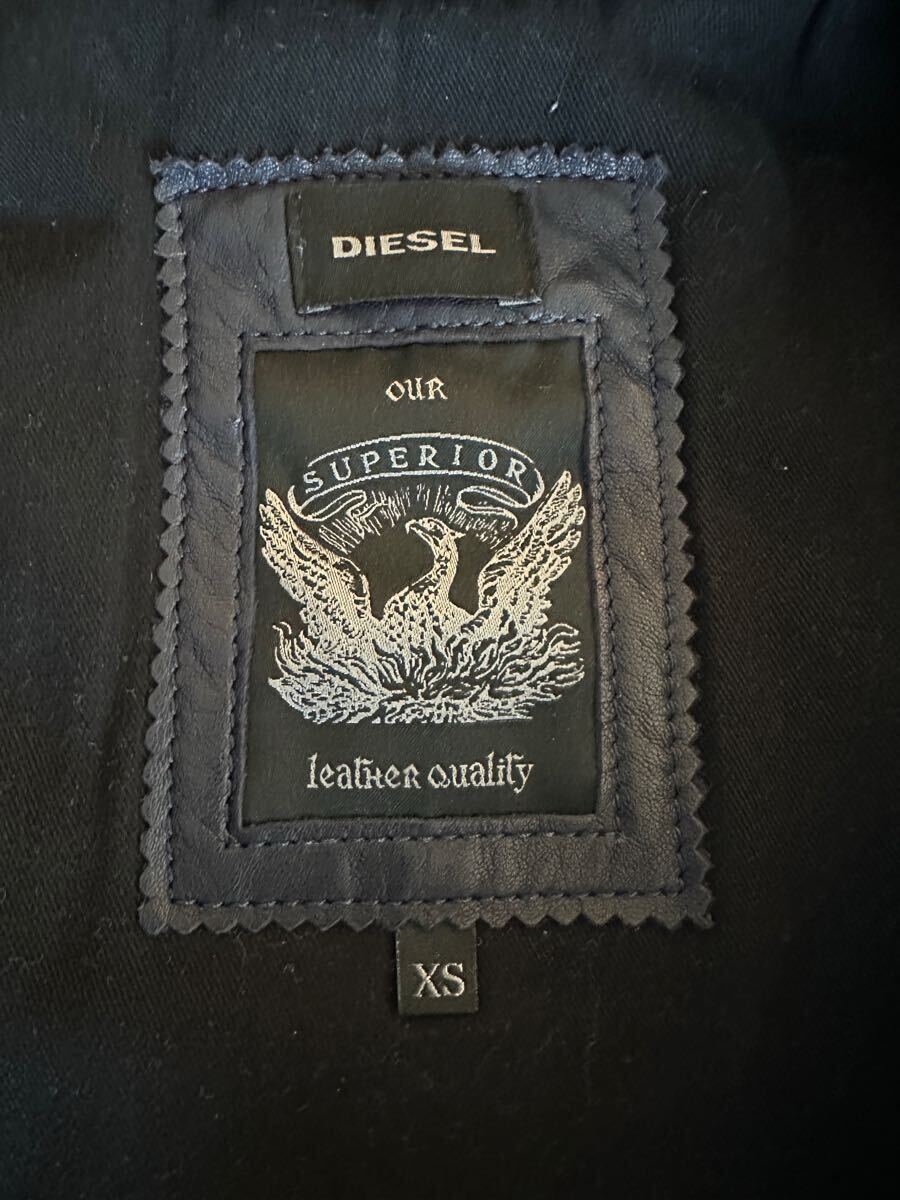 DIESEL
OUR
SUPERIOR
leatHER Quality
XS